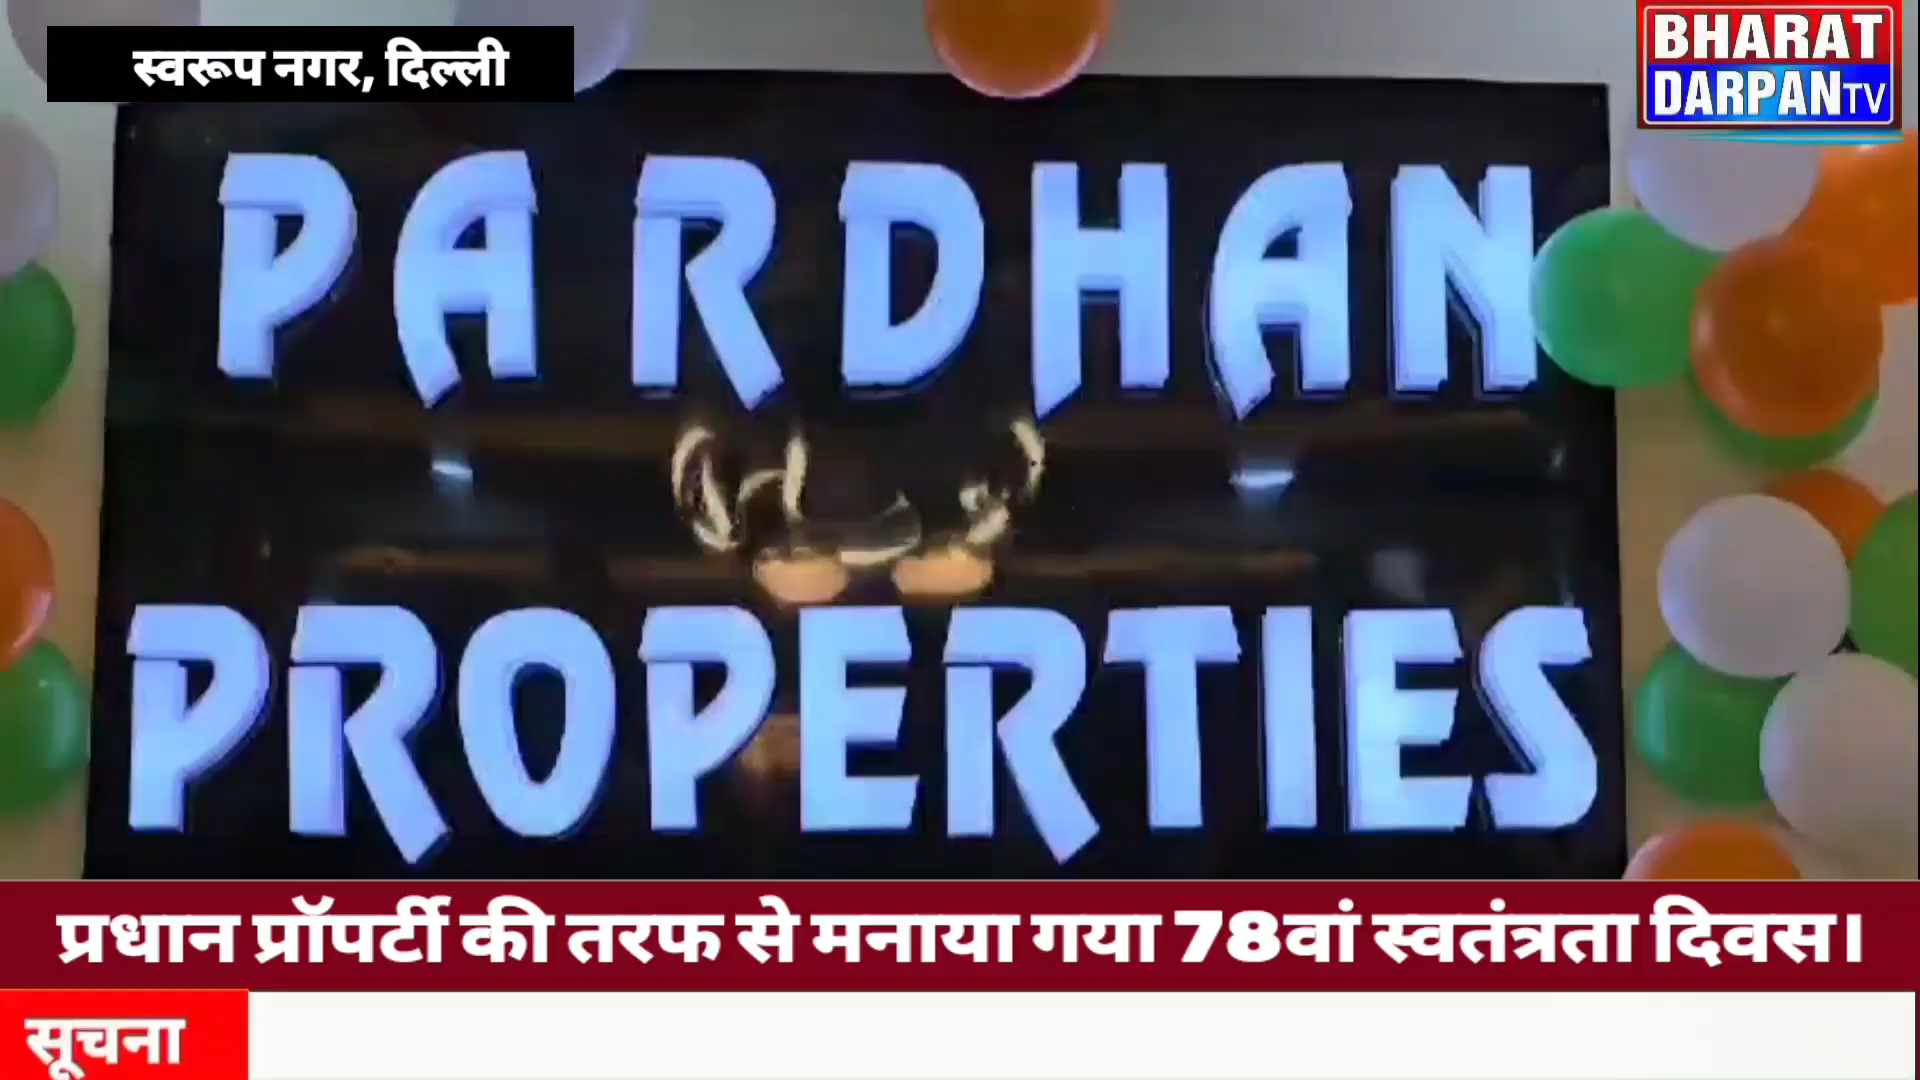 स्वरूप नगर, दिल्ली
BHARAT
DARPAN TV
PARDHAN
PROPERTIES
प्रधान प्रॉपर्टी की तरफ से मनाया गया 78वां स्वतंत्रता दिवस।
सूचना